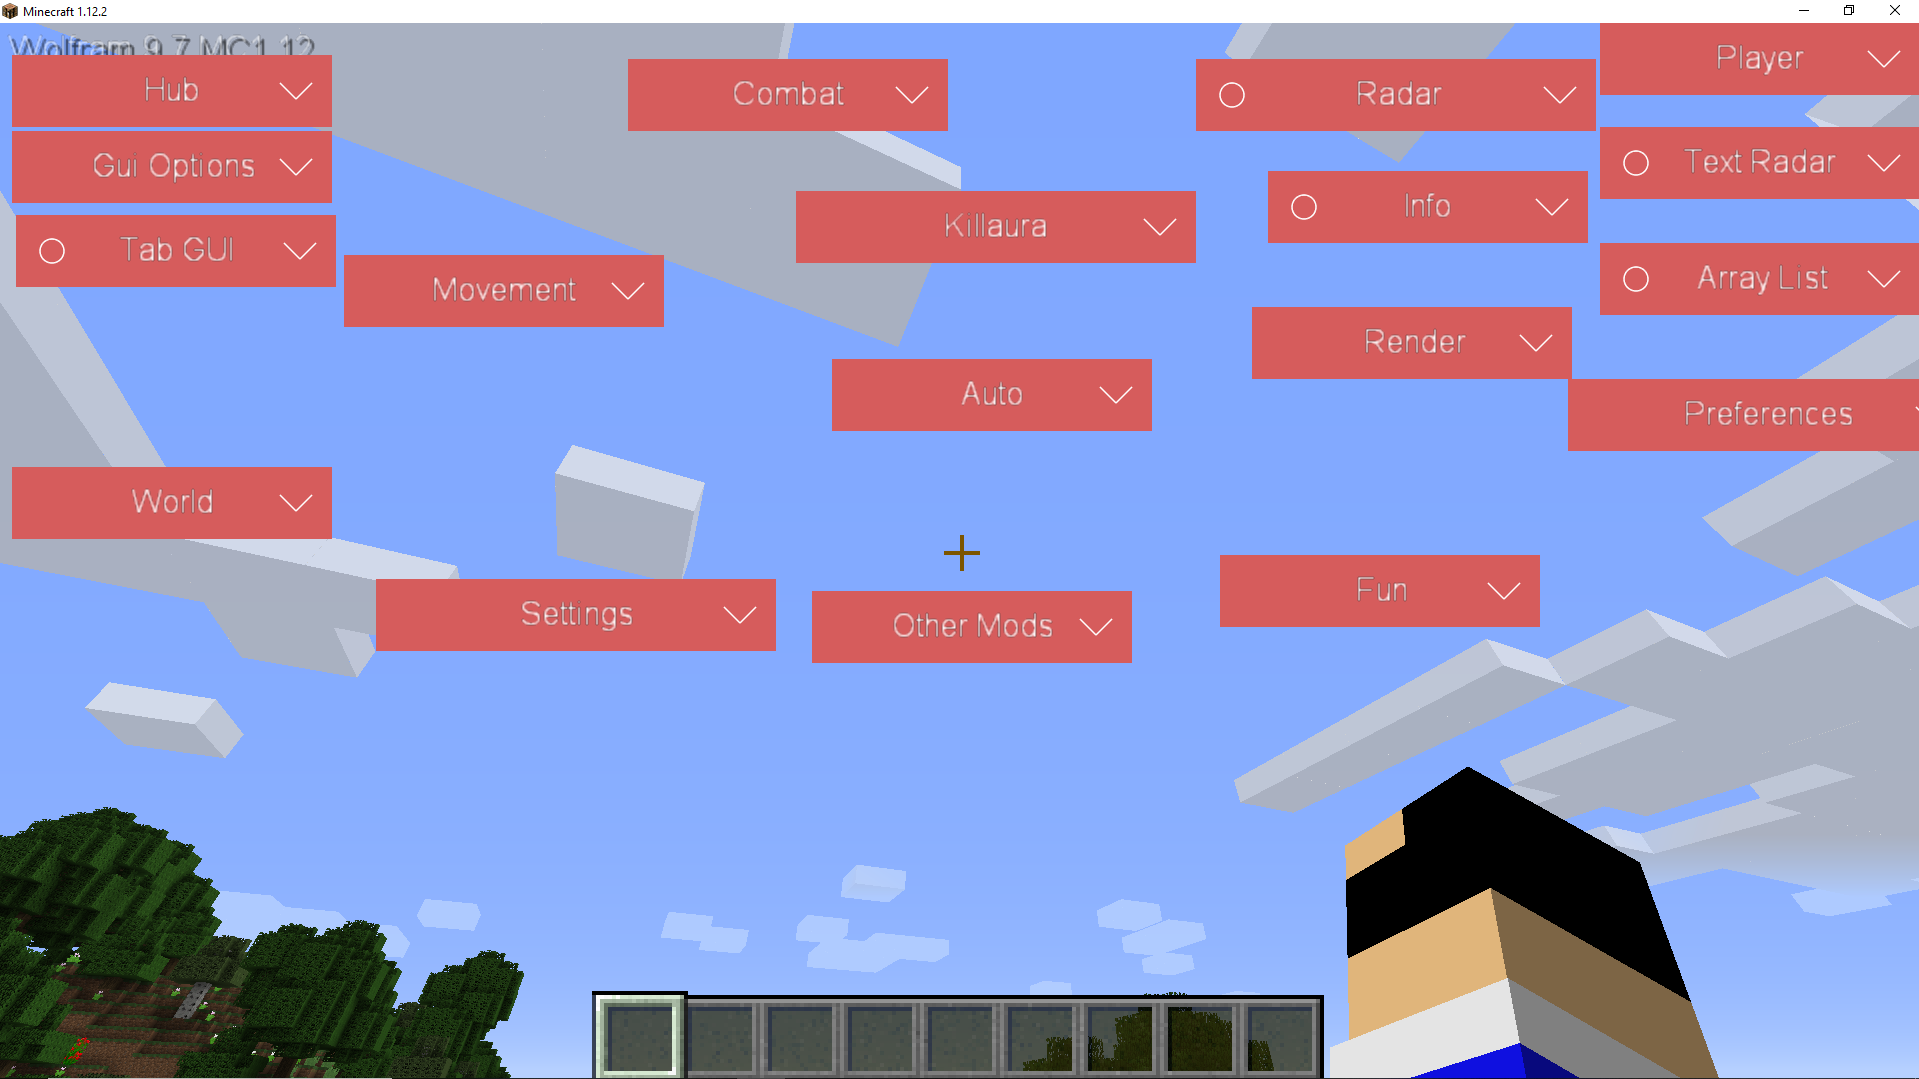 Minecraft 1.12.2
Wolfram 9.7 MC1.12
Hub
Combat
Radar
Player
Gui Options
Text Radar
Killaura
Info
Tab GUI
Movement
Array List
Render
Auto
Preferences
World
Settings
Other Mods
Fun